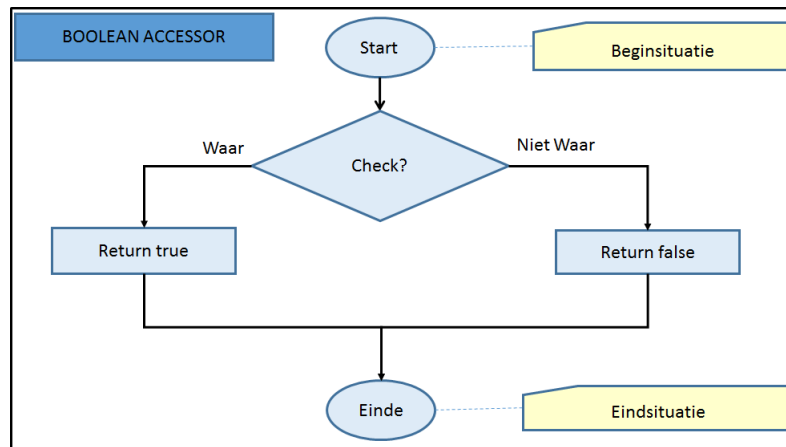 BOOLEAN ACCESSOR
Start
Beginsituatie
Waar
Check?
Niet Waar
Return true
Return false
Einde
Eindsituatie